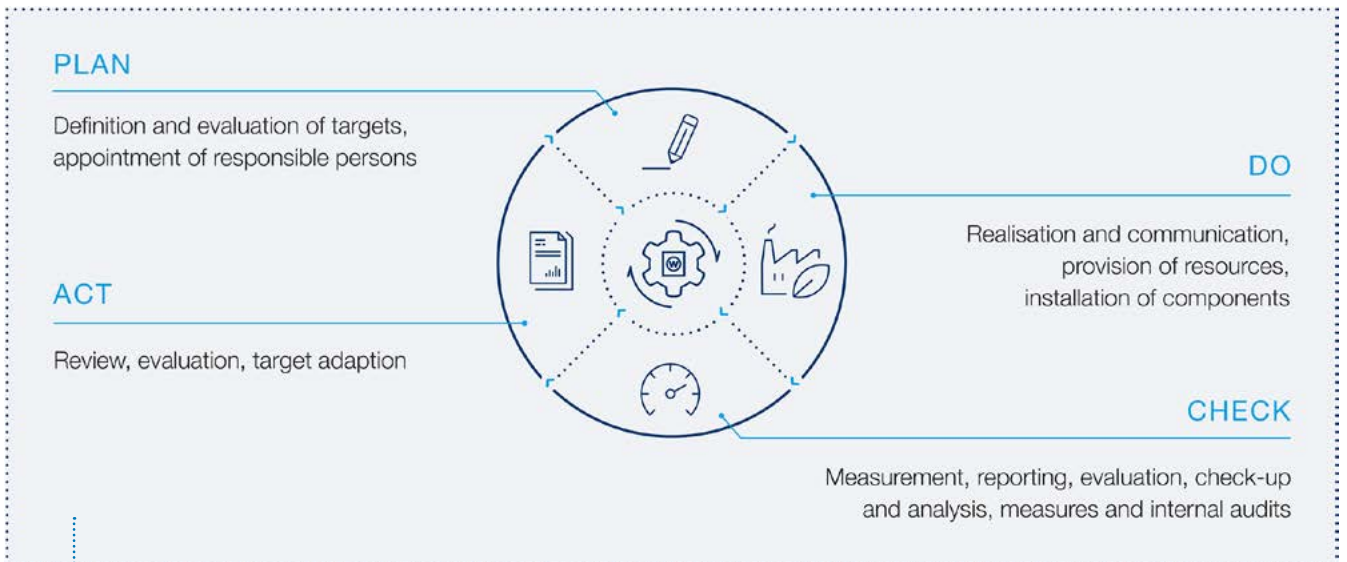 PLAN
Definition and evaluation of targets,
appointment of responsible persons
DO
Realisation and communication,
provision of resources,
installation of components
ACT
Review, evaluation, target adaption
CHECK
Measurement, reporting, evaluation, check-up
and analysis, measures and internal audits
W